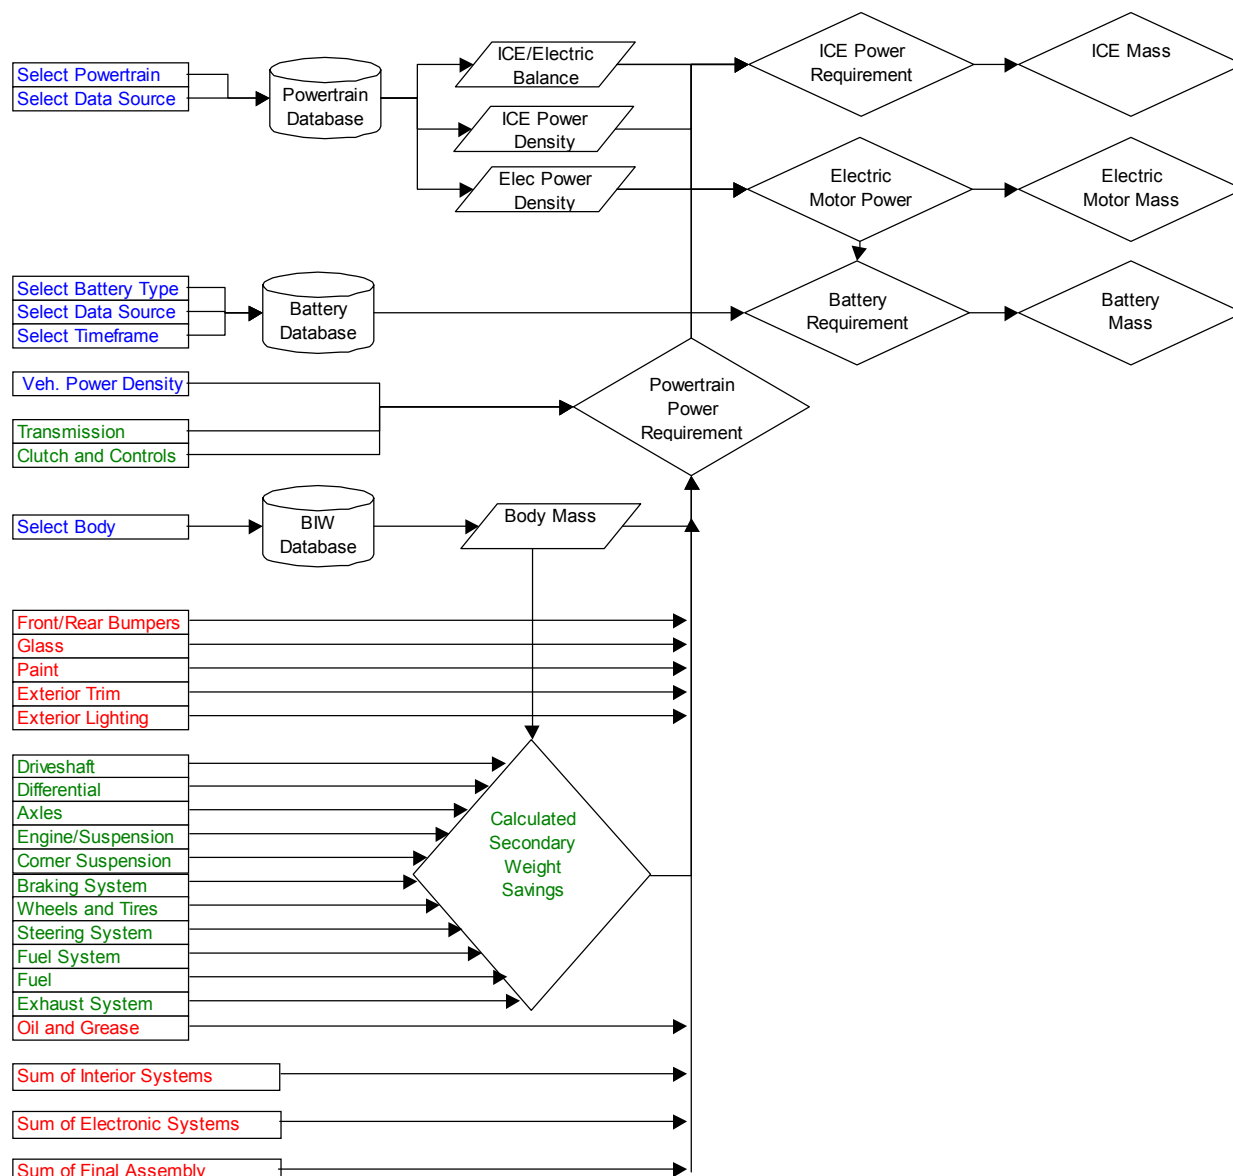 Select Powertrain
Select Data Source
Powertrain
Database
ICE/Electric
Balance
ICE Power
Density
Elec Power
Density
ICE Power
Requirement
ICE Mass
Electric
Motor Power
Electric
Motor Mass
Select Battery Type
Select Data Source
Select Timeframe
Battery
Database
Battery
Requirement
Battery
Mass
Veh. Power Density
Transmission
Clutch and Controls
Powertrain
Power
Requirement
Select Body
BIW
Database
Body Mass
Front/Rear Bumpers
Glass
Paint
Exterior Trim
Exterior Lighting
Driveshaft
Differential
Axles
Engine/Suspension
Corner Suspension
Braking System
Wheels and Tires
Steering System
Fuel System
Fuel
Exhaust System
Oil and Grease
Calculated
Secondary
Weight
Savings
Sum of Interior Systems
Sum of Electronic Systems
Sum of Final Assembly